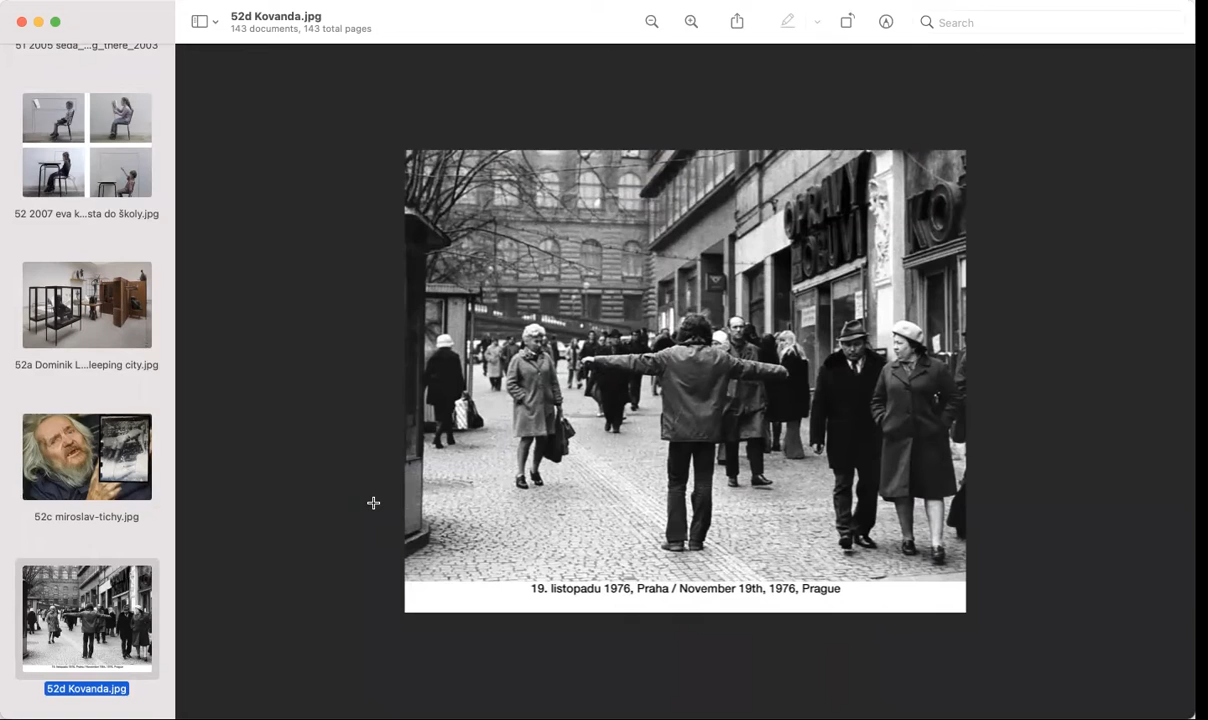 52d Kovanda.jpg
143 documents, 143 total pages
Search
51 2005 seda_...g_there_2003
52 2007 eva k...sta do školy.jpg
52a Dominik L...leeping city.jpg
52c miroslav-tichy.jpg
52d Kovanda.jpg
OPRAVY
19. listopadu 1976, Praha / November 19th, 1976, Prague